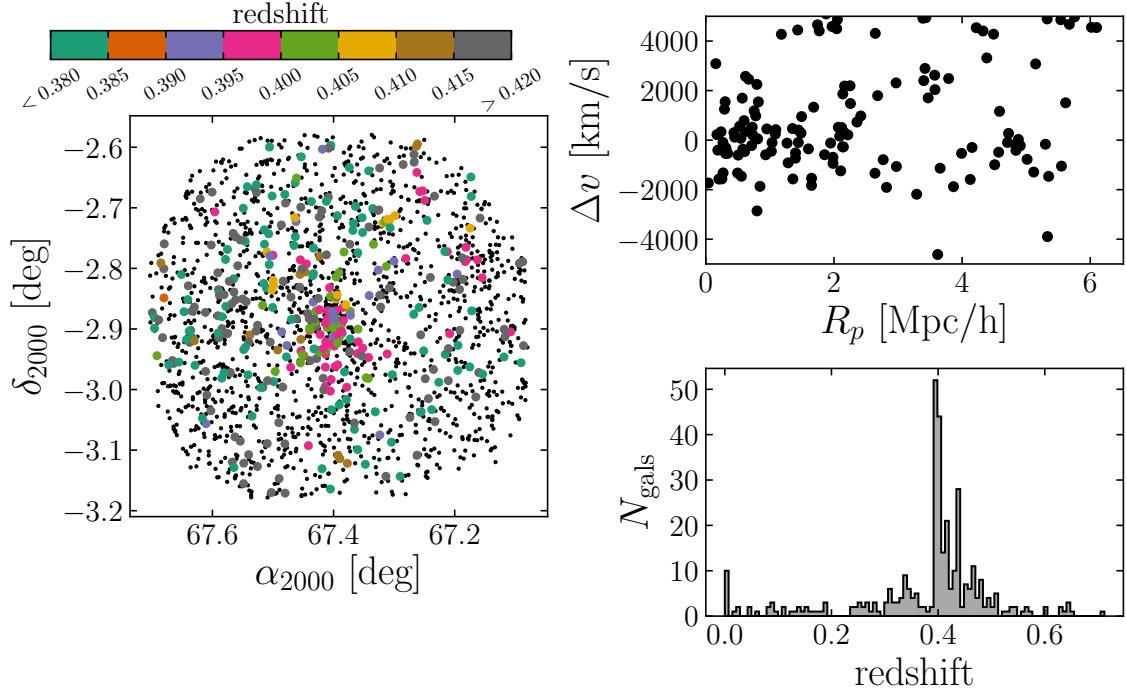 redshift
< 0.380 0.385 0.390 0.395 0.400 0.405 0.410 0.415 > 0.420
−2.6
−2.7
−2.8
−2.9
−3.0
−3.1
−3.2
δ2000 [deg]
67.6 67.4 67.2
α2000 [deg]
4000
2000
0
−2000
−4000
Δv [km/s]
0 2 4 6
Rp [Mpc/h]
50
40
30
20
10
0
Ngals
0.0 0.2 0.4 0.6
redshift